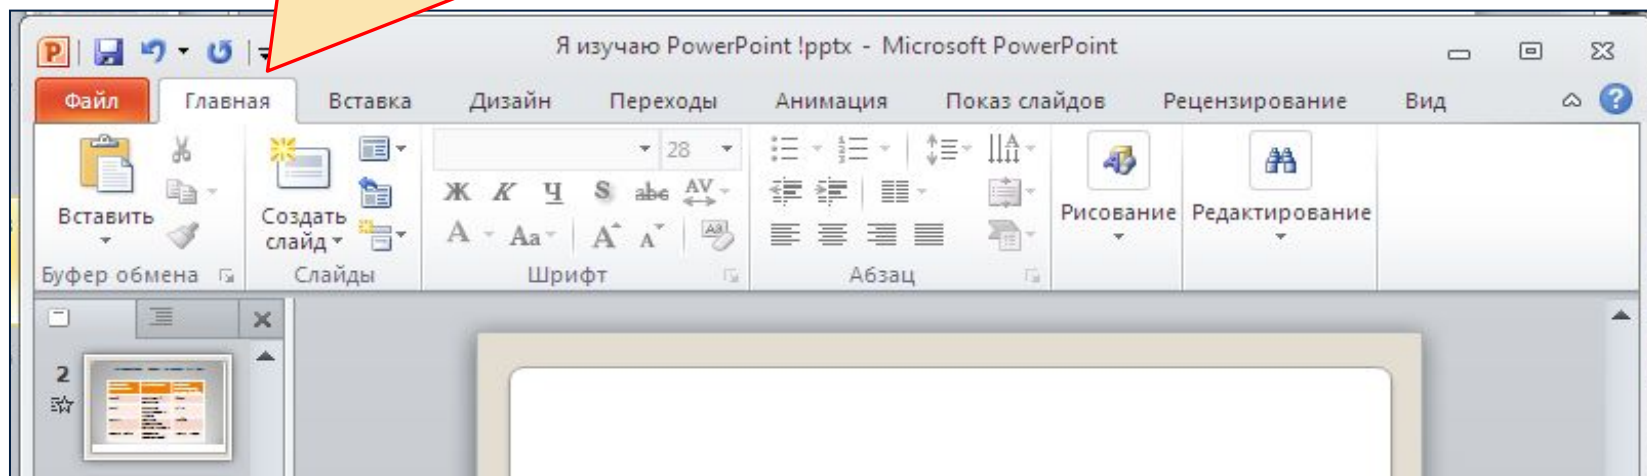 Я изучаю PowerPoint !pptx - Microsoft PowerPoint
Файл Главная Вставка Дизайн Переходы Анимация Показ слайдов Рецензирование Вид
28
Ж К Ч S abe AV
Вставить Создать слайд Рисование Редактирование
A Aa A A
Буфер обмена Слайды Шрифт Абзац
2